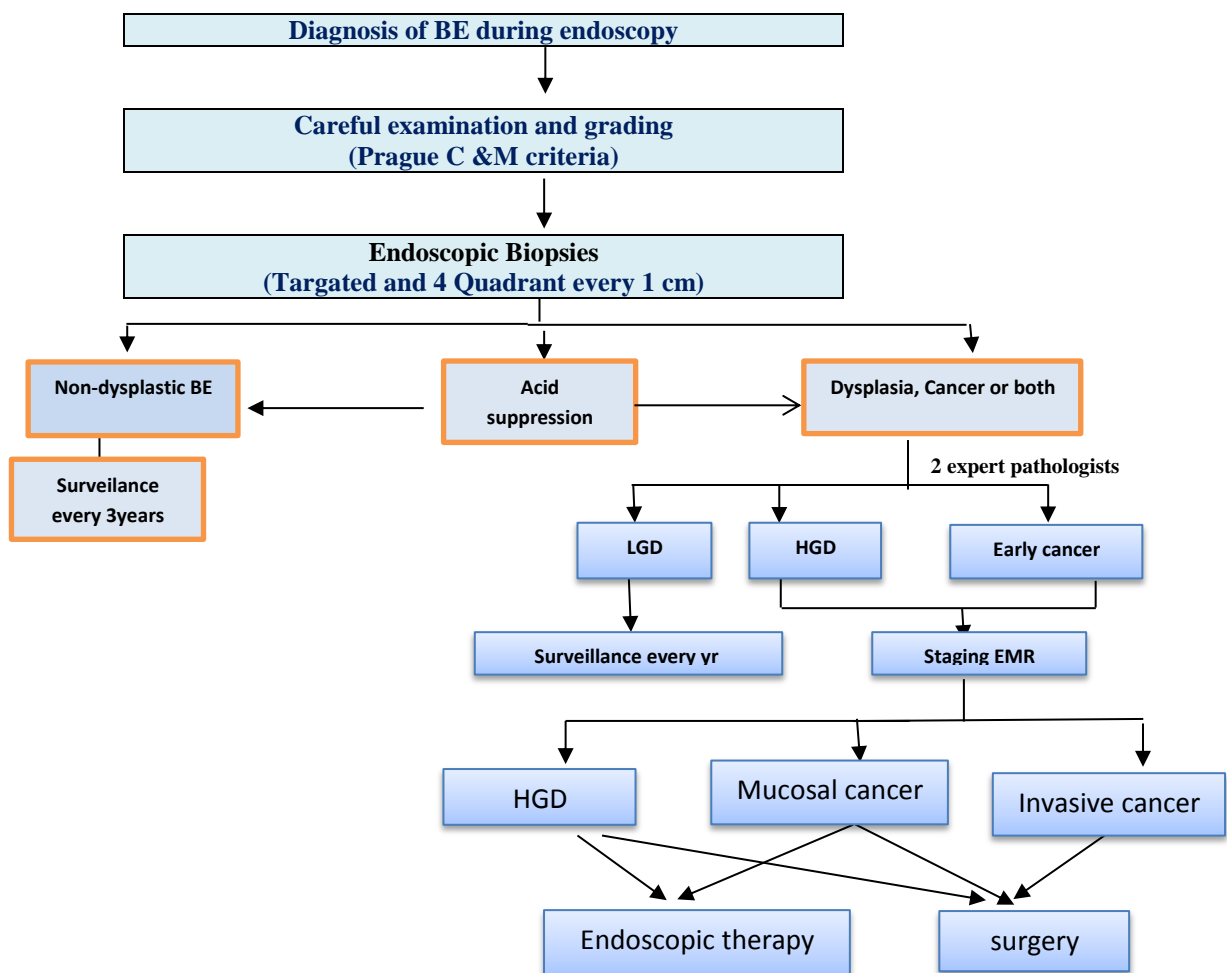 Diagnosis of BE during endoscopy
Careful examination and grading
(Prague C &M criteria)
Endoscopic Biopsies
(Targated and 4 Quadrant every 1 cm)
Non-dysplastic BE
Acid
suppression
Dysplasia, Cancer or both
Surveilance
every 3years
2 expert pathologists
LGD
HGD
Early cancer
Surveillance every yr
Staging EMR
HGD
Mucosal cancer
Invasive cancer
Endoscopic therapy
surgery